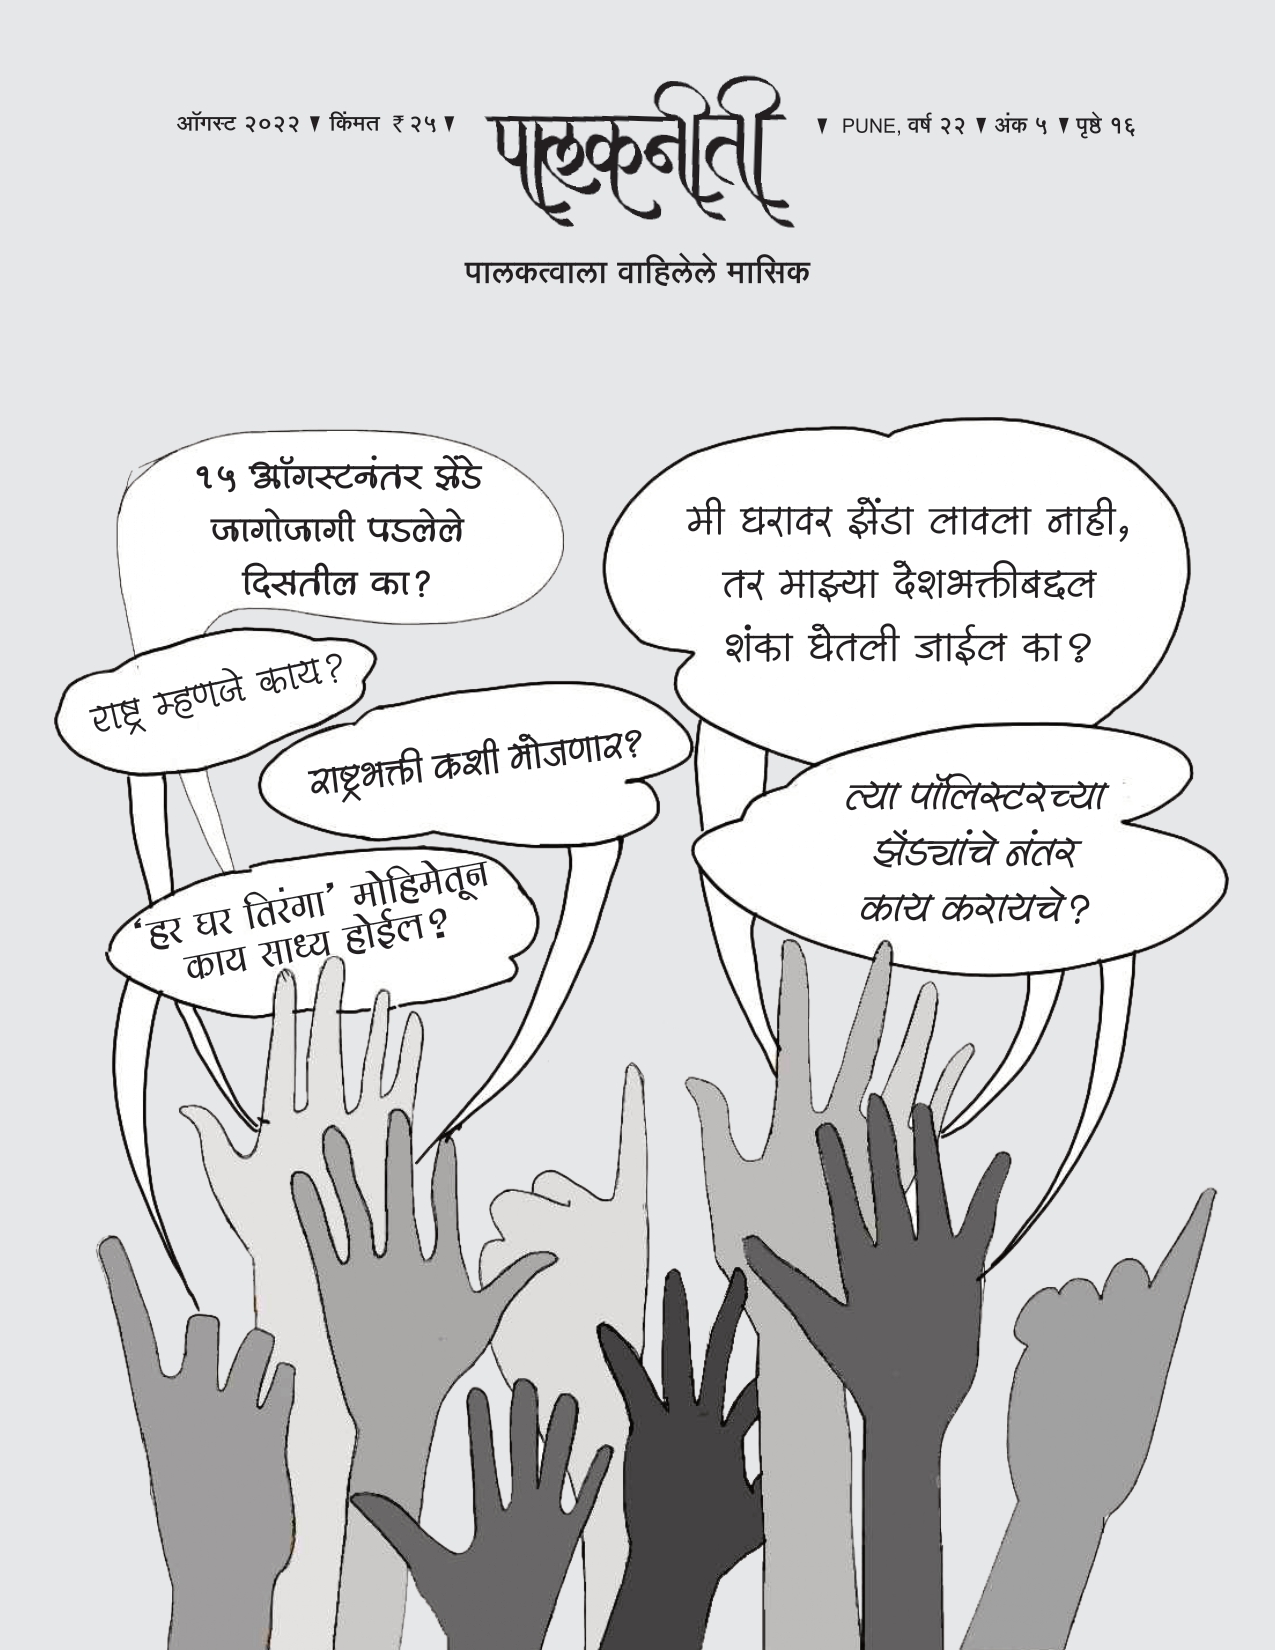 ऑगस्ट २०२२ ▼ किंमत ₹ २५ ▼
पालकनीती
▼ PUNE, वर्ष २२ ▼ अंक ५ ▼ पृष्ठे १६
पालकत्वाला वाहिलेले मासिक
१५ ऑगस्टनंतर झेंडे
जागोजागी पडलेले
दिसतील का?
मी घरावर झेंडा लावला नाही,
तर माझ्या देशभक्तीबद्दल
शंका घेतली जाईल का?
राष्ट्र म्हणजे काय?
राष्ट्रभक्ती कशी मोजणार?
त्या पॉलिस्टरच्या
झेंड्यांचे नंतर
काय करायचे?
‘हर घर तिरंगा’ मोहिमेतून
काय साध्य होईल?